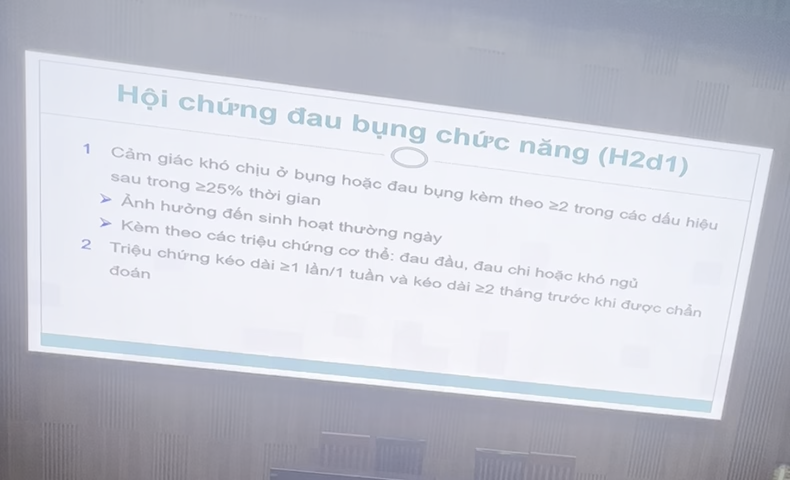 Hội chứng đau bụng chức năng (H2d1)
1 Cảm giác khó chịu ở bụng hoặc đau bụng kèm theo ≥2 trong các dấu hiệu
sau trong ≥25% thời gian
➢ Ảnh hưởng đến sinh hoạt thường ngày
➢ Kèm theo các triệu chứng cơ thể: đau đầu, đau chi hoặc khó ngủ
2 Triệu chứng kéo dài ≥1 lần/1 tuần và kéo dài ≥2 tháng trước khi được chẩn
đoán